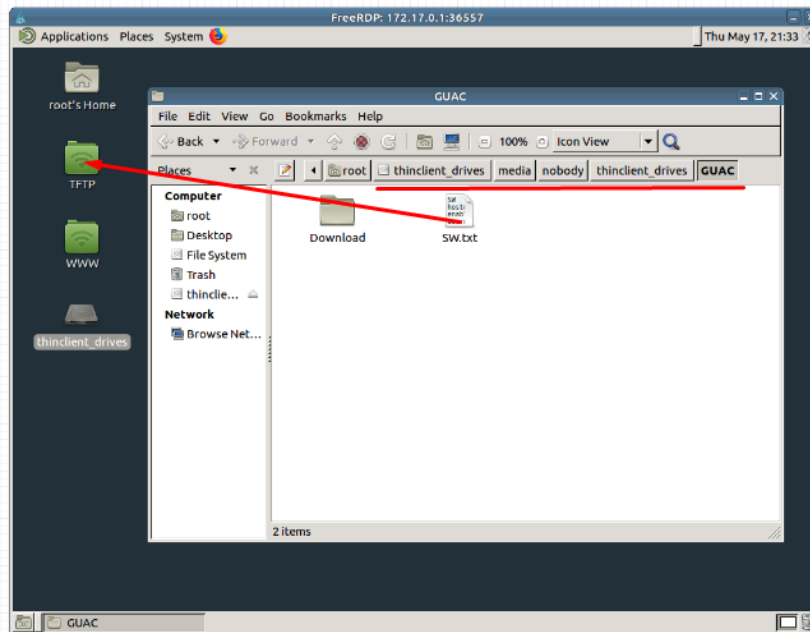 FreeRDP: 172.17.0.1:36557
Applications Places System
Thu May 17, 21:33
root's Home
TFTP
WWW
thinclient_drives
GUAC
File Edit View Go Bookmarks Help
Back Forward 100% Icon View
Places root thinclient_drives media nobody thinclient_drives GUAC
Computer
root
Desktop
File System
Trash
thinclie...
Network
Browse Net...
Download
SW.txt
2 items
GUAC